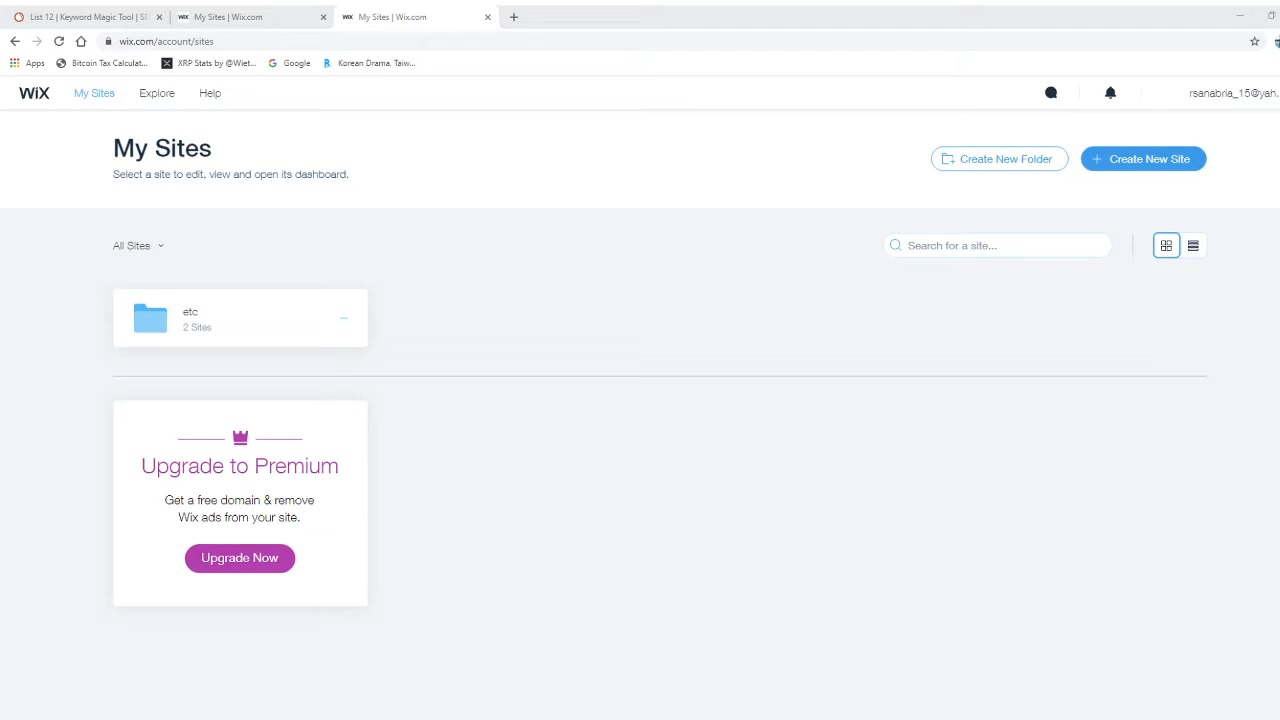 List 12 | Keyword Magic Tool | SE
My Sites | Wix.com
My Sites | Wix.com
wix.com/account/sites
Apps
Bitcoin Tax Calculat...
XRP Stats by @Wiet...
Google
Korean Drama, Taiw...
WiX
My Sites
Explore
Help
rsanabria_15@yah.
My Sites
Select a site to edit, view and open its dashboard.
Create New Folder
Create New Site
All Sites
Search for a site...
etc
2 Sites
Upgrade to Premium
Get a free domain & remove
Wix ads from your site.
Upgrade Now